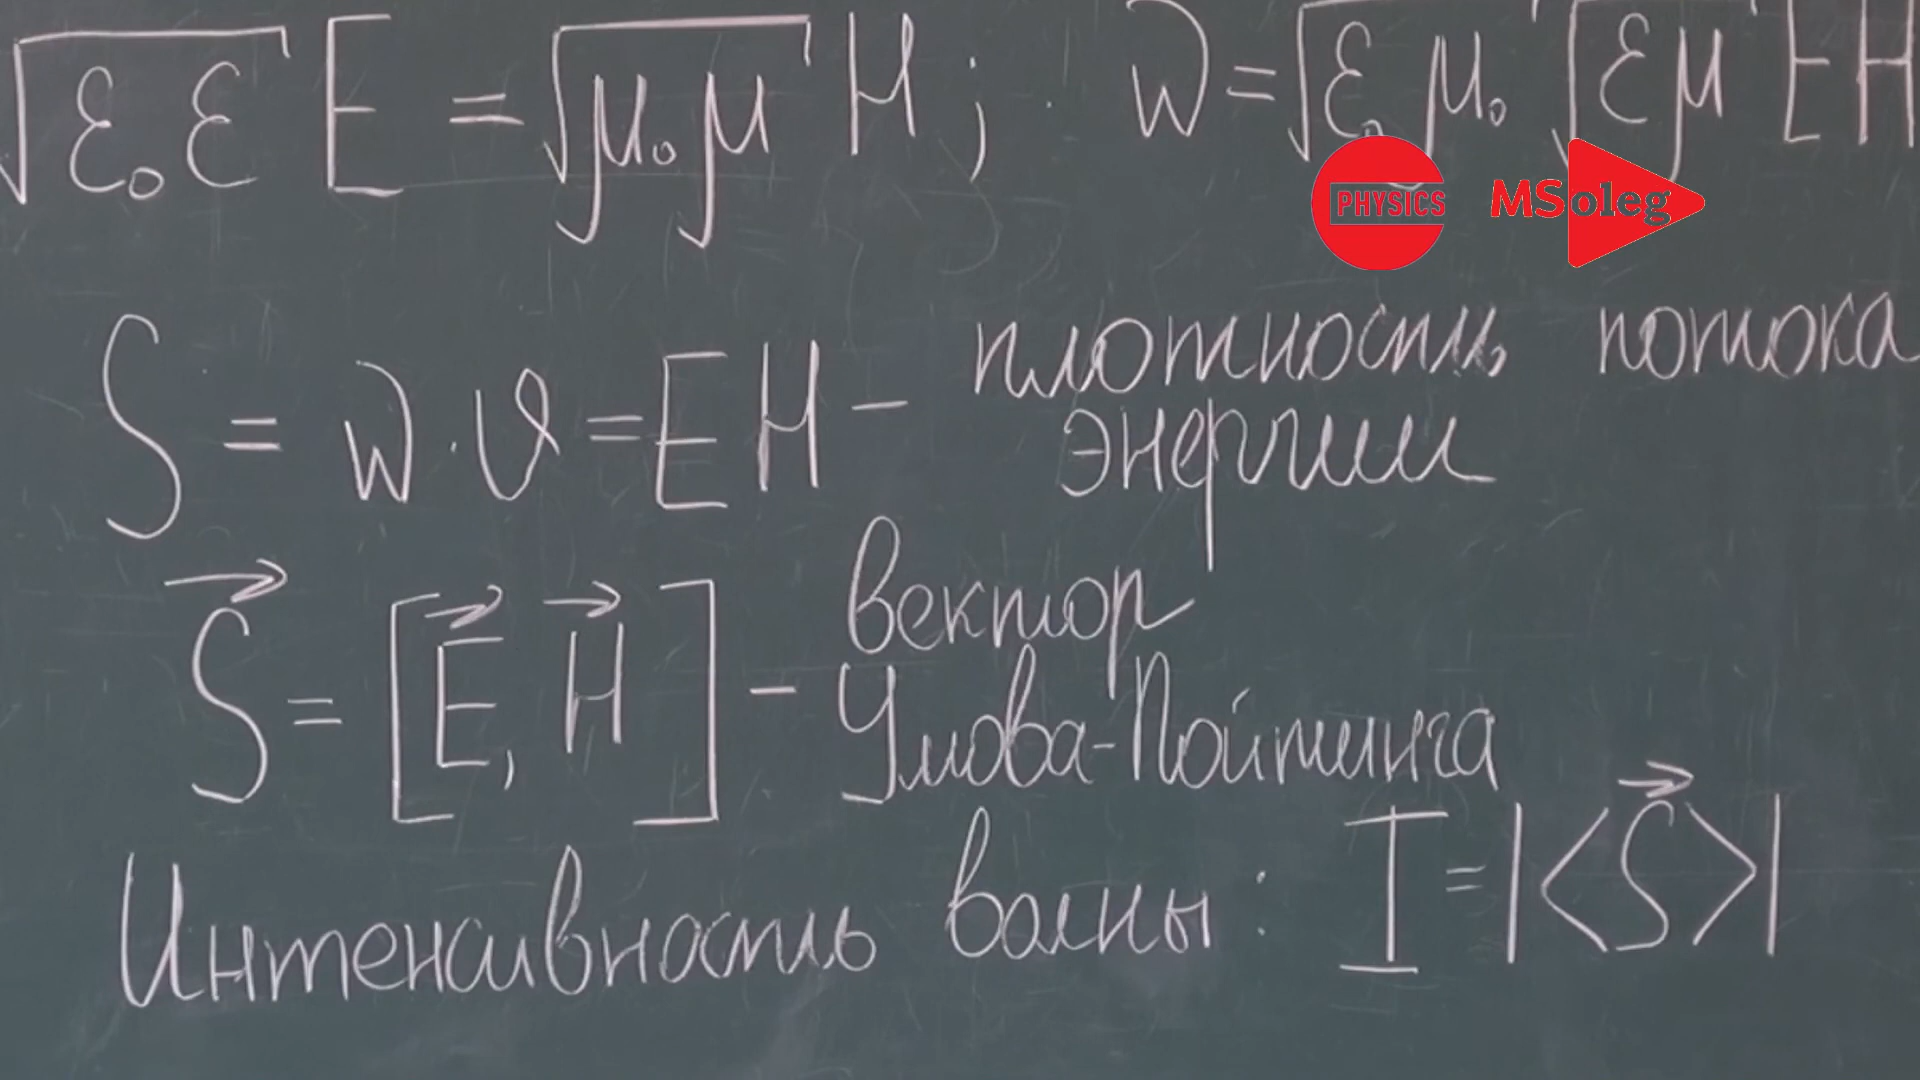 √ε₀ε E = √μ₀μ H ; w = √ε₀μ₀ √εμ EH
PHYSICS MSoleg
S = w · υ = EH – плотность потока
энергии
S⃗ = [E⃗, H⃗] – вектор
Умова-Пойтинга
Интенсивность волны : I = |<S⃗>|